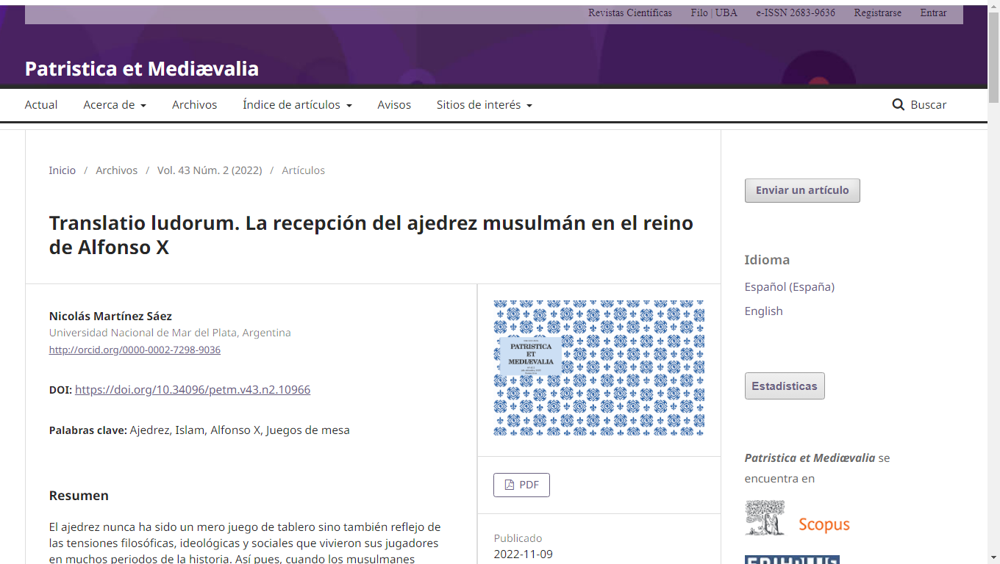 Revistas Científicas Filo | UBA e-ISSN 2683-9636 Registrarse Entrar
Patristica et Mediævalia
Actual Acerca de Archivos Índice de artículos Avisos Sitios de interés Buscar
Inicio / Archivos / Vol. 43 Núm. 2 (2022) / Artículos
Translatio ludorum. La recepción del ajedrez musulmán en el reino
de Alfonso X
Nicolás Martínez Sáez
Universidad Nacional de Mar del Plata, Argentina
http://orcid.org/0000-0002-7298-9036
DOI: https://doi.org/10.34096/petm.v43.n2.10966
Palabras clave: Ajedrez, Islam, Alfonso X, Juegos de mesa
Resumen
El ajedrez nunca ha sido un mero juego de tablero sino también reflejo de
las tensiones filosóficas, ideológicas y sociales que vivieron sus jugadores
en muchos periodos de la historia. Así pues, cuando los musulmanes
PATRISTICA
ET
MEDIÆVALIA
PDF
Publicado
2022-11-09
Enviar un artículo
Idioma
Español (España)
English
Estadísticas
Patristica et Mediævalia se
encuentra en
Scopus